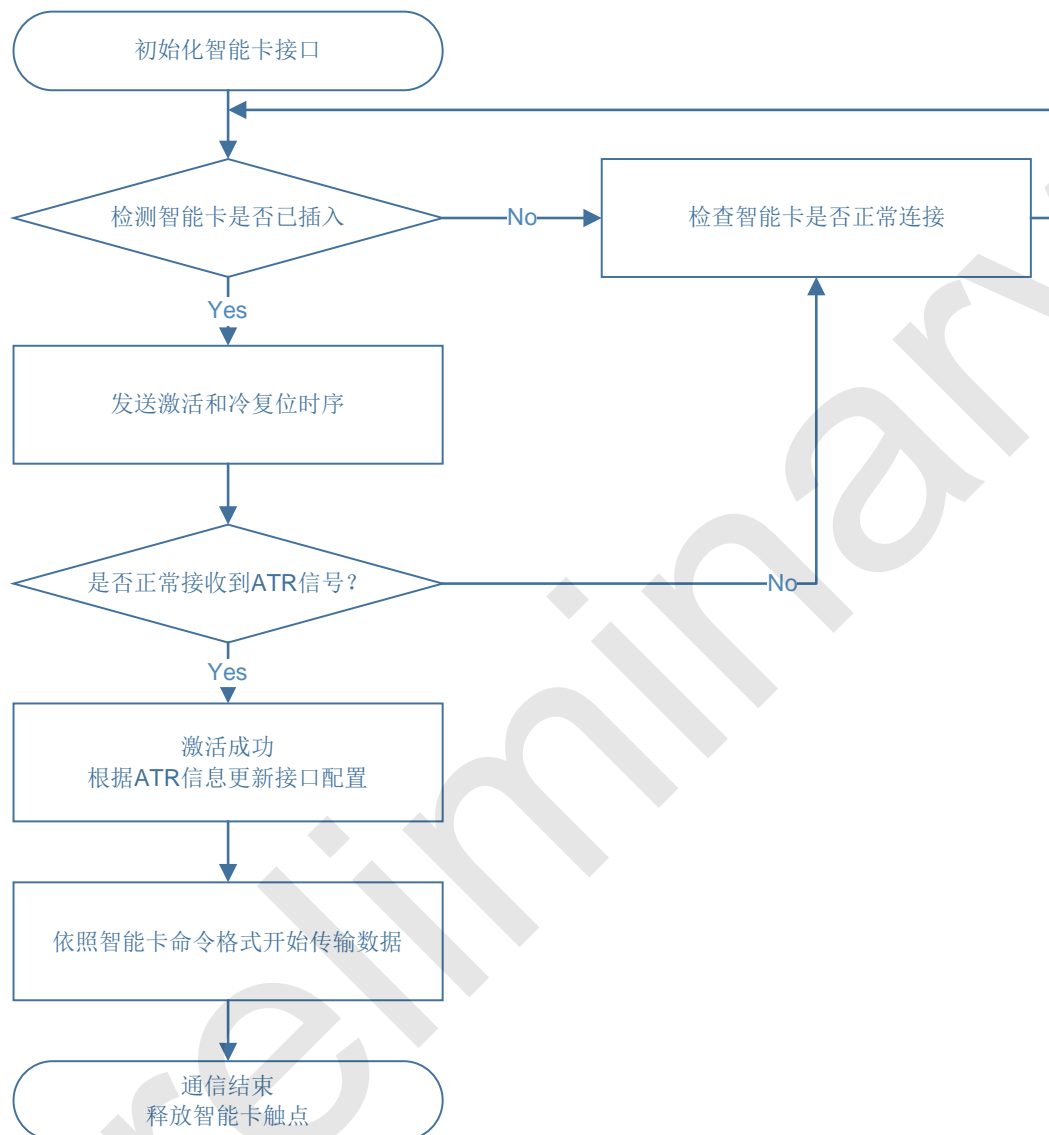 初始化智能卡接口
检测智能卡是否已插入
No
检查智能卡是否正常连接
Yes
发送激活和冷复位时序
是否正常接收到ATR信号？
No
Yes
激活成功
根据ATR信息更新接口配置
依照智能卡命令格式开始传输数据
通信结束
释放智能卡触点
reliminary